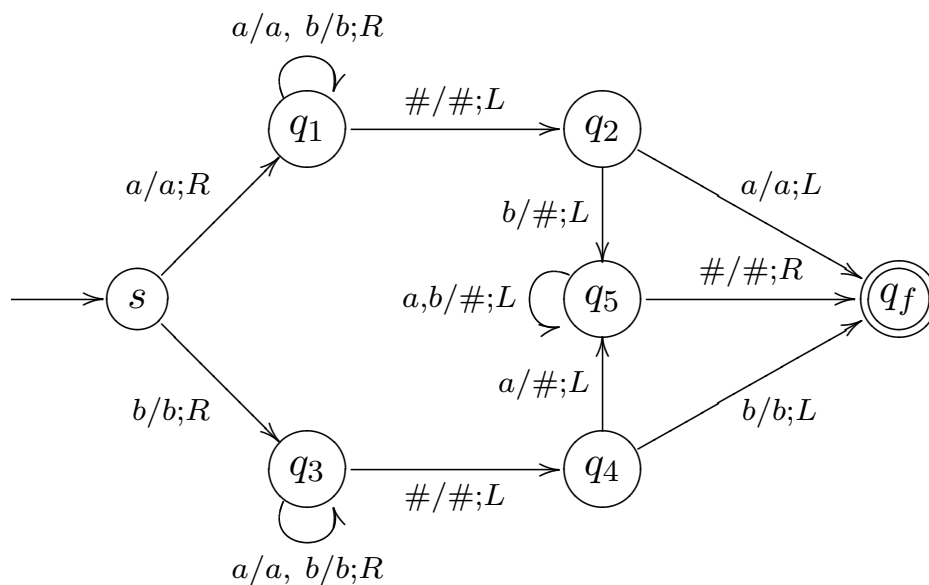 a/a, b/b;R
#/#;L
q1
q2
a/a;R
a/a;L
b/#;L
#/#;R
s
a,b/#;L
q5
qf
b/b;R
a/#;L
b/b;L
q3
q4
#/#;L
a/a, b/b;R